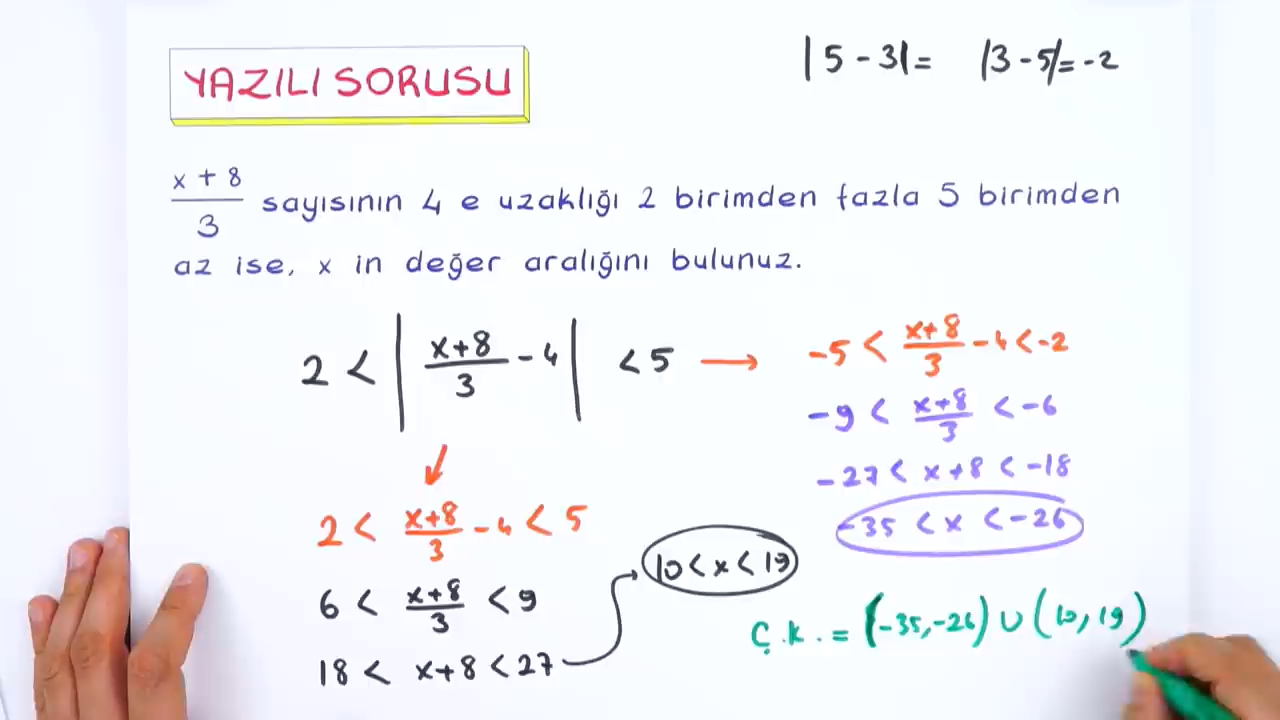 YAZILI SORUSU
|5 - 3| =   |3 - 5| = -2
x + 8 / 3 sayısının 4 e uzaklığı 2 birimden fazla 5 birimden
az ise, x in değer aralığını bulunuz.
2 < | x+8 / 3 - 4 | < 5 →
-5 < x+8 / 3 - 4 < -2
-9 < x+8 / 3 < -6
-27 < x+8 < -18
-35 < x < -26
↓
2 < x+8 / 3 - 4 < 5
6 < x+8 / 3 < 9
18 < x+8 < 27
10 < x < 19
Ç.K. = (-35, -26) ∪ (10, 19)